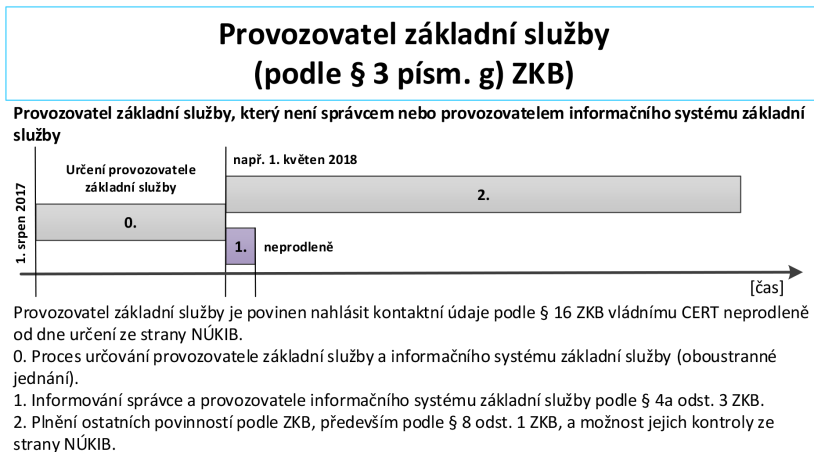 Provozovatel základní služby
(podle § 3 písm. g) ZKB)
Provozovatel základní služby, který není správcem nebo provozovatelem informačního systému základní
služby
např. 1. květen 2018
Určení provozovatele
základní služby
1. srpen 2017
2.
0.
1.
neprodleně
[čas]
Provozovatel základní služby je povinen nahlásit kontaktní údaje podle § 16 ZKB vládnímu CERT neprodleně
od dne určení ze strany NÚKIB.
0. Proces určování provozovatele základní služby a informačního systému základní služby (oboustranné
jednání).
1. Informování správce a provozovatele informačního systému základní služby podle § 4a odst. 3 ZKB.
2. Plnění ostatních povinností podle ZKB, především podle § 8 odst. 1 ZKB, a možnost jejich kontroly ze
strany NÚKIB.